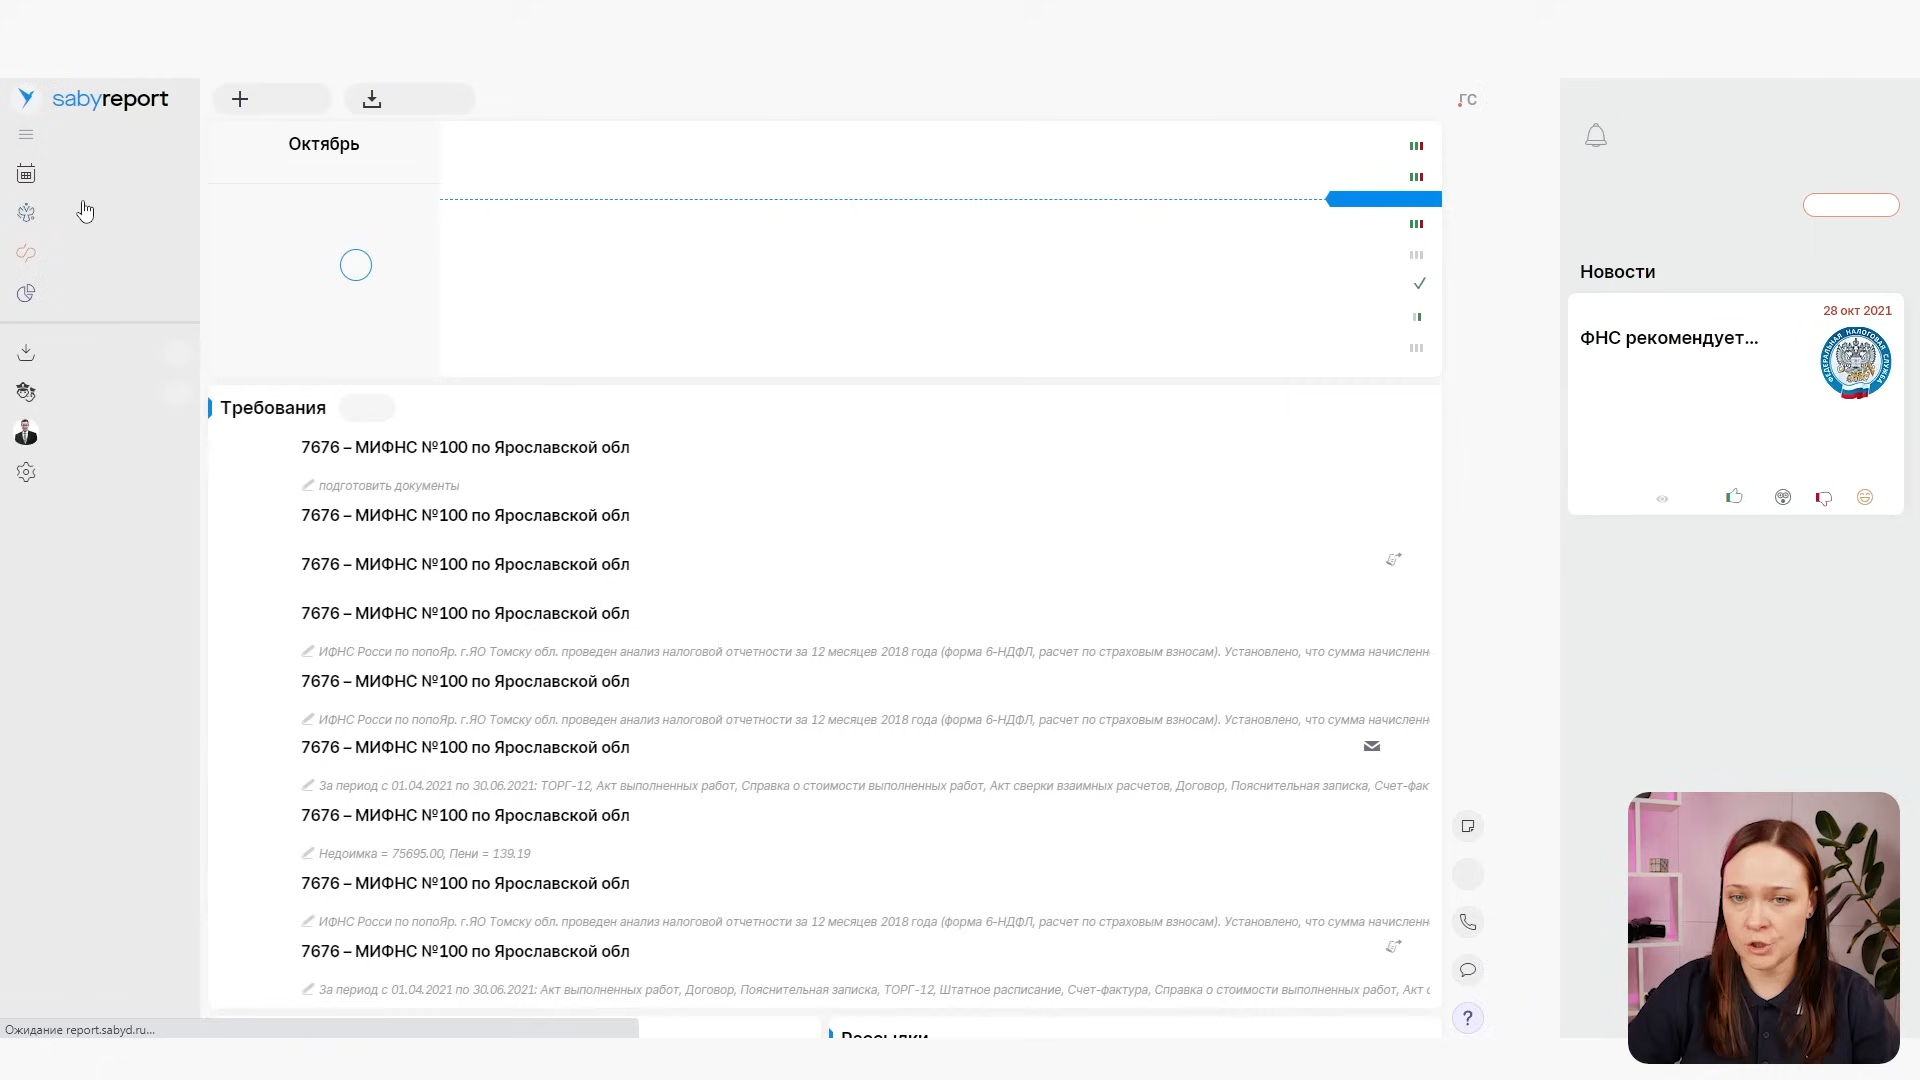 sabyreport
ГС
Октябрь
Новости
28 окт 2021
ФНС рекомендует...
ФЕДЕРАЛЬНАЯ НАЛОГОВАЯ СЛУЖБА
Требования
7676 – МИФНС №100 по Ярославской обл
подготовить документы
7676 – МИФНС №100 по Ярославской обл
7676 – МИФНС №100 по Ярославской обл
7676 – МИФНС №100 по Ярославской обл
ИФНС Росси по попоЯр. г.ЯО Томску обл. проведен анализ налоговой отчетности за 12 месяцев 2018 года (форма 6-НДФЛ, расчет по страховым взносам). Установлено, что сумма начисленн
7676 – МИФНС №100 по Ярославской обл
ИФНС Росси по попоЯр. г.ЯО Томску обл. проведен анализ налоговой отчетности за 12 месяцев 2018 года (форма 6-НДФЛ, расчет по страховым взносам). Установлено, что сумма начисленн
7676 – МИФНС №100 по Ярославской обл
За период с 01.04.2021 по 30.06.2021: ТОРГ-12, Акт выполненных работ, Справка о стоимости выполненных работ, Акт сверки взаимных расчетов, Договор, Пояснительная записка, Счет-фак
7676 – МИФНС №100 по Ярославской обл
Недоимка = 75695.00, Пени = 139.19
7676 – МИФНС №100 по Ярославской обл
ИФНС Росси по попоЯр. г.ЯО Томску обл. проведен анализ налоговой отчетности за 12 месяцев 2018 года (форма 6-НДФЛ, расчет по страховым взносам). Установлено, что сумма начисленн
7676 – МИФНС №100 по Ярославской обл
За период с 01.04.2021 по 30.06.2021: Акт выполненных работ, Договор, Пояснительная записка, ТОРГ-12, Штатное расписание, Счет-фактура, Справка о стоимости выполненных работ, Акт с
?
Ожидание report.sabyd.ru...
Рассылки